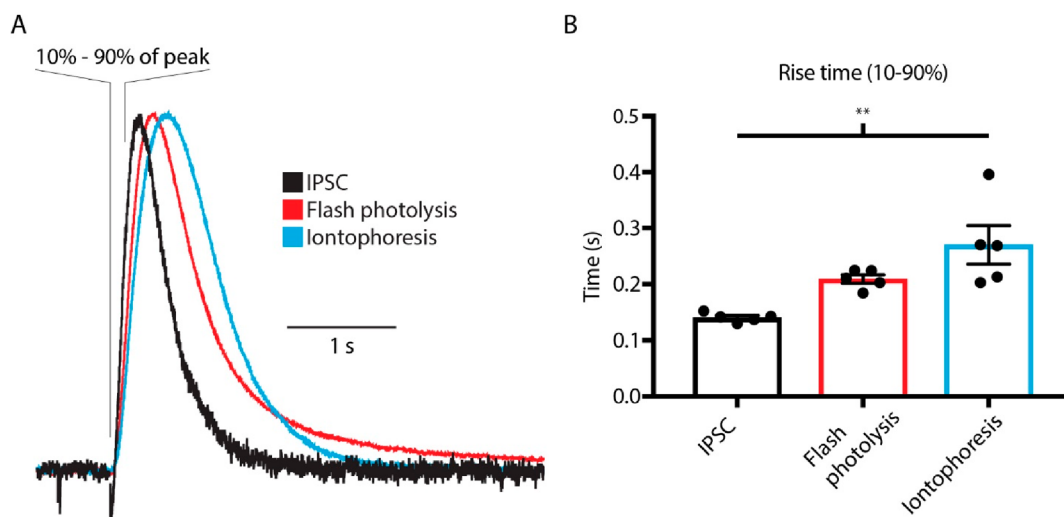 A
10% - 90% of peak
IPSC
Flash photolysis
Iontophoresis
1 s
B
Rise time (10-90%)
**
0.5
0.4
0.3
0.2
0.1
0.0
Time (s)
IPSC
Flash
photolysis
Iontophoresis